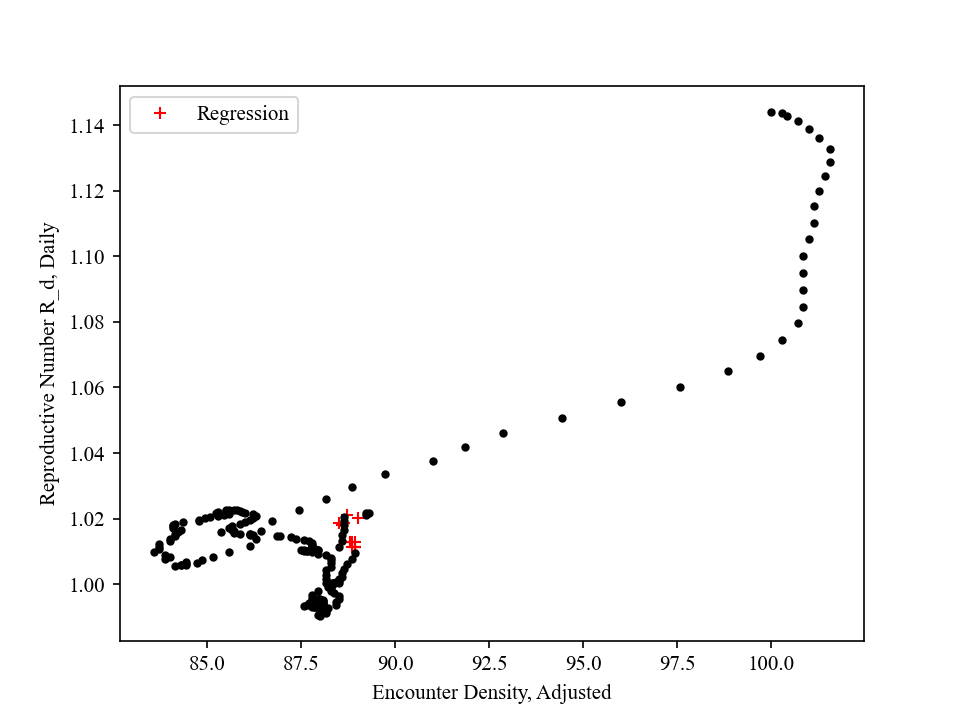 Regression
1.14
1.12
1.10
1.08
1.06
1.04
1.02
1.00
Reproductive Number R_d, Daily
85.0 87.5 90.0 92.5 95.0 97.5 100.0
Encounter Density, Adjusted